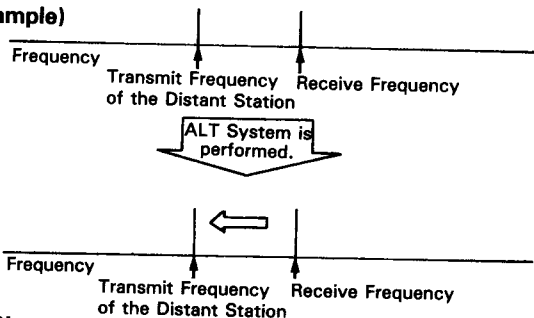 mple)
Frequency
Transmit Frequency
of the Distant Station
Receive Frequency
ALT System is
performed.
Frequency
Transmit Frequency
of the Distant Station
Receive Frequency